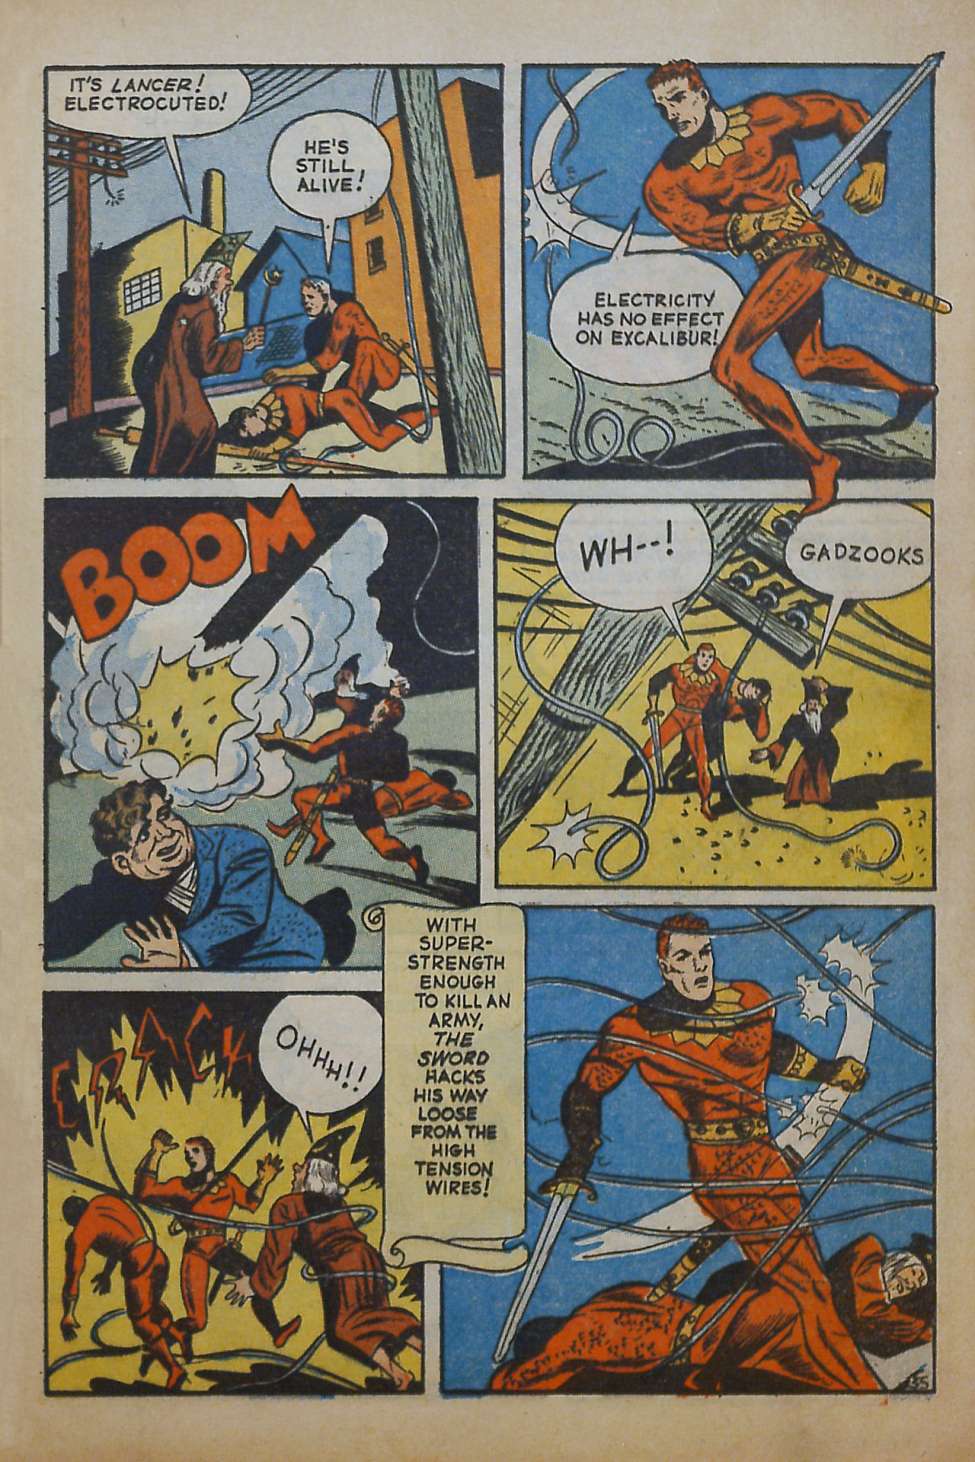 IT'S LANCER!
ELECTROCUTED!
HE'S
STILL
ALIVE!
ELECTRICITY
HAS NO EFFECT
ON EXCALIBUR!
BOOM
WH--!
GADZOOKS
CRACK
OHHH!!
WITH
SUPER-
STRENGTH
ENOUGH
TO KILL AN
ARMY,
THE
SWORD
HACKS
HIS WAY
LOOSE
FROM THE
HIGH
TENSION
WIRES!